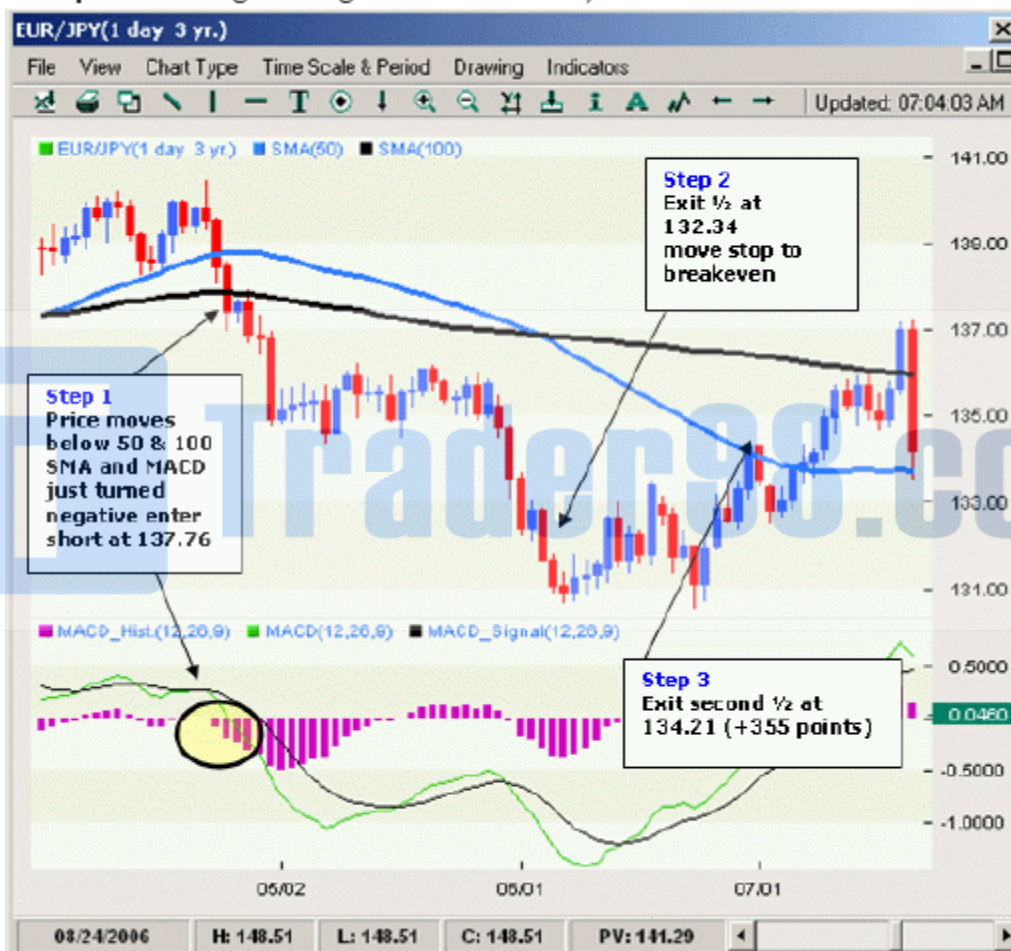 EUR/JPY(1 day 3 yr.)
File View Chart Type Time Scale & Period Drawing Indicators
T i A Updated: 07:04:03 AM
EUR/JPY(1 day 3 yr.) SMA(50) SMA(100)
141.00
139.00
137.00
135.00
133.00
131.00
Step 2
Exit ½ at
132.34
move stop to
breakeven
Step 1
Price moves
below 50 & 100
SMA and MACD
just turned
negative enter
short at 137.76
Trader98.co
MACD_Hist.(12,26,9) MACD(12,26,9) MACD_Signal(12,26,9)
0.5000
0.0460
-0.5000
-1.0000
Step 3
Exit second ½ at
134.21 (+355 points)
05/02 06/01 07/01
08/24/2006 H: 148.51 L: 148.51 C: 148.51 PV: 141.29